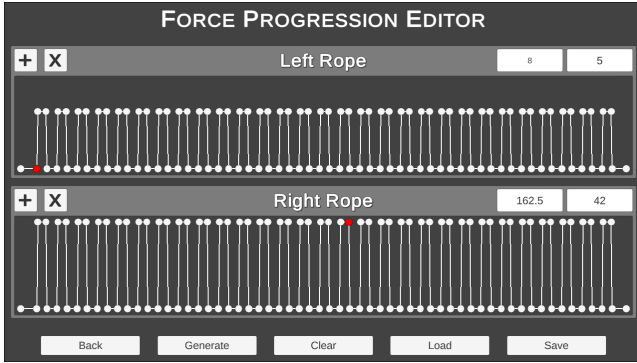 FORCE PROGRESSION EDITOR
+ X Left Rope 8 5
+ X Right Rope 162.5 42
Back Generate Clear Load Save